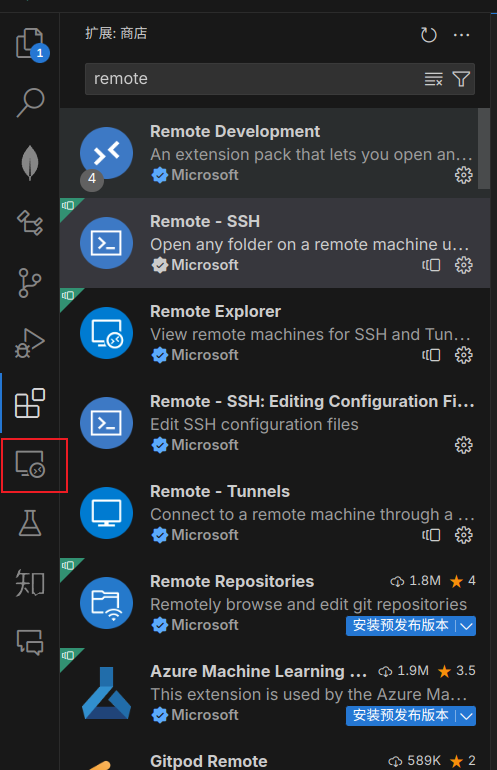 扩展: 商店
1
remote
Remote Development
An extension pack that lets you open an...
4
Microsoft
Remote - SSH
Open any folder on a remote machine u...
Microsoft
Remote Explorer
View remote machines for SSH and Tun...
Microsoft
Remote - SSH: Editing Configuration Fi...
Edit SSH configuration files
Microsoft
Remote - Tunnels
Connect to a remote machine through a ...
Microsoft
Remote Repositories 1.8M 4
Remotely browse and edit git repositories
Microsoft 安装预发布版本
知
Azure Machine Learning ... 1.9M 3.5
This extension is used by the Azure Ma...
Microsoft 安装预发布版本
Gitpod Remote 589K 2